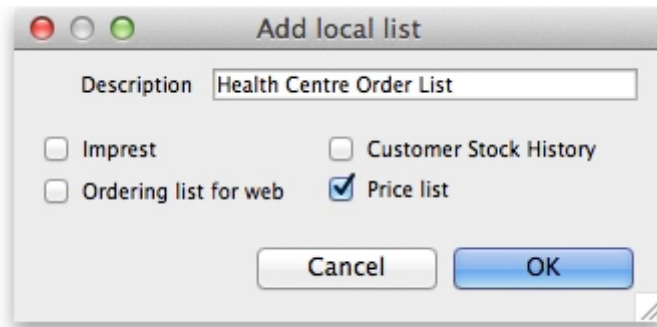 Add local list
Description Health Centre Order List
Imprest Customer Stock History
Ordering list for web Price list
Cancel OK